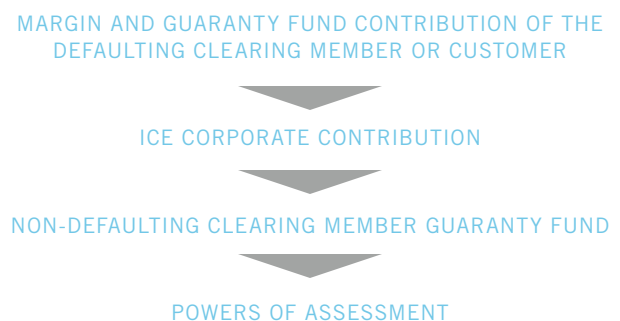 MARGIN AND GUARANTY FUND CONTRIBUTION OF THE
DEFAULTING CLEARING MEMBER OR CUSTOMER
ICE CORPORATE CONTRIBUTION
NON-DEFAULTING CLEARING MEMBER GUARANTY FUND
POWERS OF ASSESSMENT